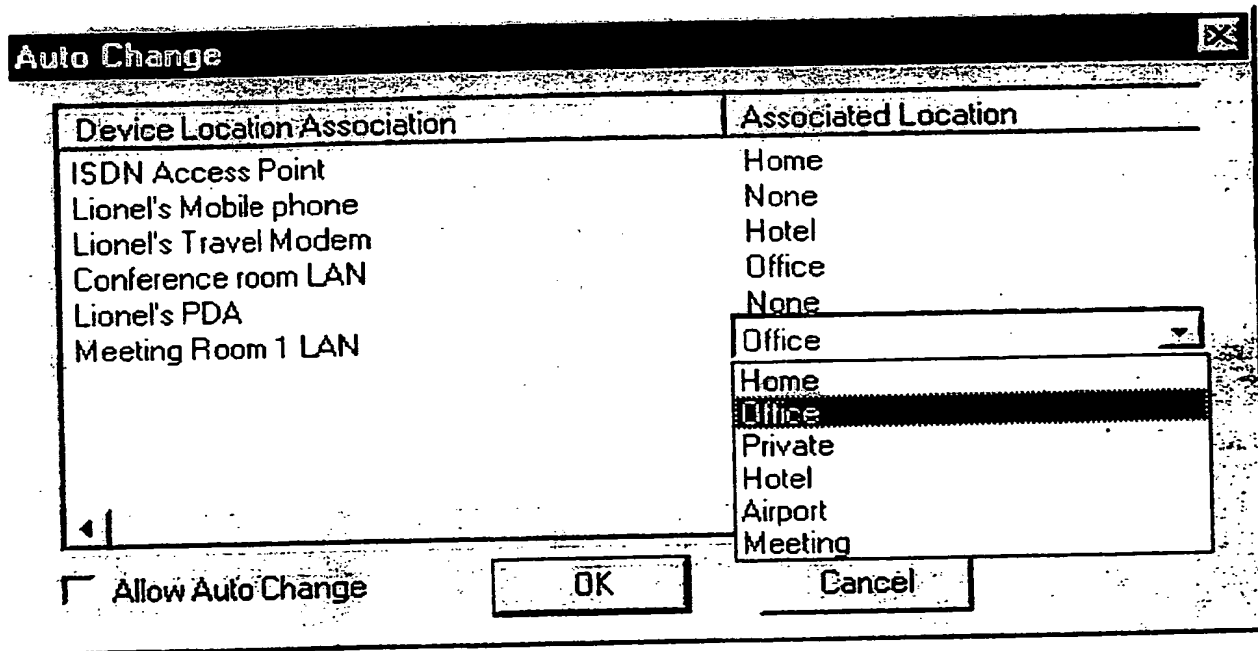 Auto Change
Device Location Association Associated Location
ISDN Access Point Home
Lionel's Mobile phone None
Lionel's Travel Modem Hotel
Conference room LAN Office
Lionel's PDA None
Meeting Room 1 LAN Office
Home
Office
Private
Hotel
Airport
Meeting
Allow Auto Change OK Cancel